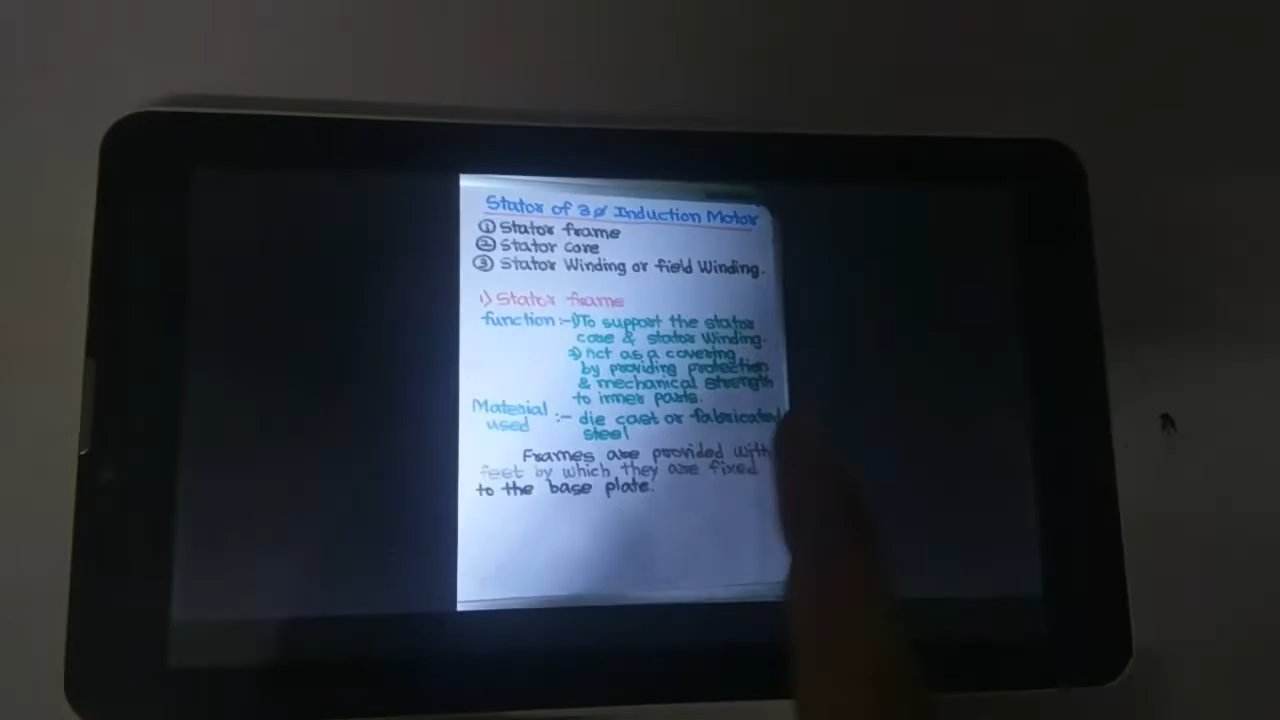 Stator of 3ø Induction Motor
① Stator frame
② Stator core
③ Stator Winding or field Winding.
1) Stator frame
function :- 1) To support the stator
core & stator Winding.
2) Act as a covering
by providing protection
& mechanical strength
to inner parts.
Material used :- die cast or fabricated
steel
Frames are provided with
feet by which they are fixed
to the base plate.